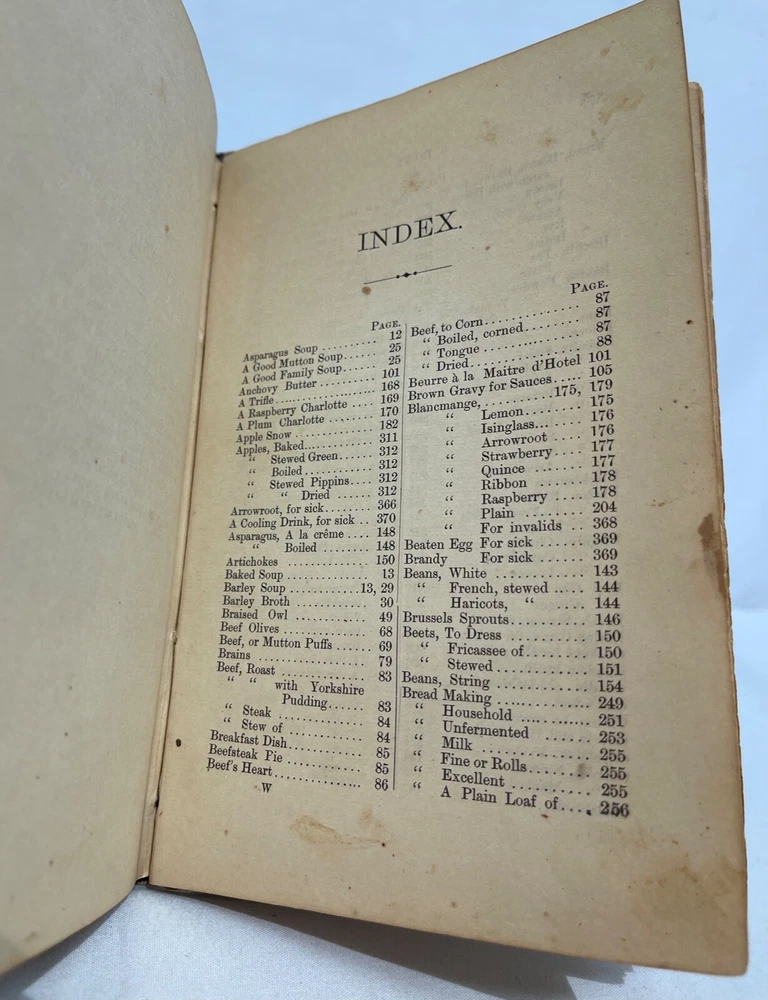 INDEX.
PAGE.
Asparagus Soup .......... 12
A Good Mutton Soup...... 25
A Good Family Soup...... 25
Anchovy Butter .......... 101
A Trifle..................... 168
A Raspberry Charlotte .... 169
A Plum Charlotte ........ 170
Apple Snow .............. 182
Apples, Baked............ 311
“ Stewed Green...... 312
“ Boiled............ 312
“ Stewed Pippins.... 312
“ “ Dried ...... 312
Arrowroot, for sick........ 366
A Cooling Drink, for sick .. 370
Asparagus, A la crême .... 148
“ Boiled ........ 148
Artichokes .............. 150
Baked Soup .............. 13
Barley Soup .............13, 29
Barley Broth ............ 30
Braised Owl .............. 49
Beef Olives .............. 68
Beef, or Mutton Puffs ...... 69
Brains .................. 79
Beef, Roast .............. 83
“ “ with Yorkshire
Pudding...... 83
“ Steak .............. 84
“ Stew of ............ 84
Breakfast Dish............ 85
Beefsteak Pie ............ 85
Beef's Heart.............. 86
W
PAGE.
Beef, to Corn.............. 87
“ Boiled, corned........ 87
“ Tongue .............. 87
“ Dried................ 88
Beurre à la Maitre d'Hotel 101
Brown Gravy for Sauces..... 105
Blancmange, ..........175, 179
“ Lemon........ 175
“ Isinglass... 176
“ Arrowroot .... 176
“ Strawberry.... 177
“ Quince ....... 177
“ Ribbon ....... 178
“ Raspberry .... 178
“ Plain ........ 204
“ For invalids .. 368
Beaten Egg For sick ...... 369
Brandy For sick ...... 369
Beans, White ............ 143
“ French, stewed ..... 144
“ Haricots, “ .... 144
Brussels Sprouts........... 146
Beets, To Dress .......... 150
“ Fricassee of.......... 150
“ Stewed ............ 151
Beans, String ............ 154
Bread Making ............. 249
“ Household .......... 251
“ Unfermented ...... 253
“ Milk .............. 255
“ Fine or Rolls........ 255
“ Excellent .......... 255
“ A Plain Loaf of..... 256